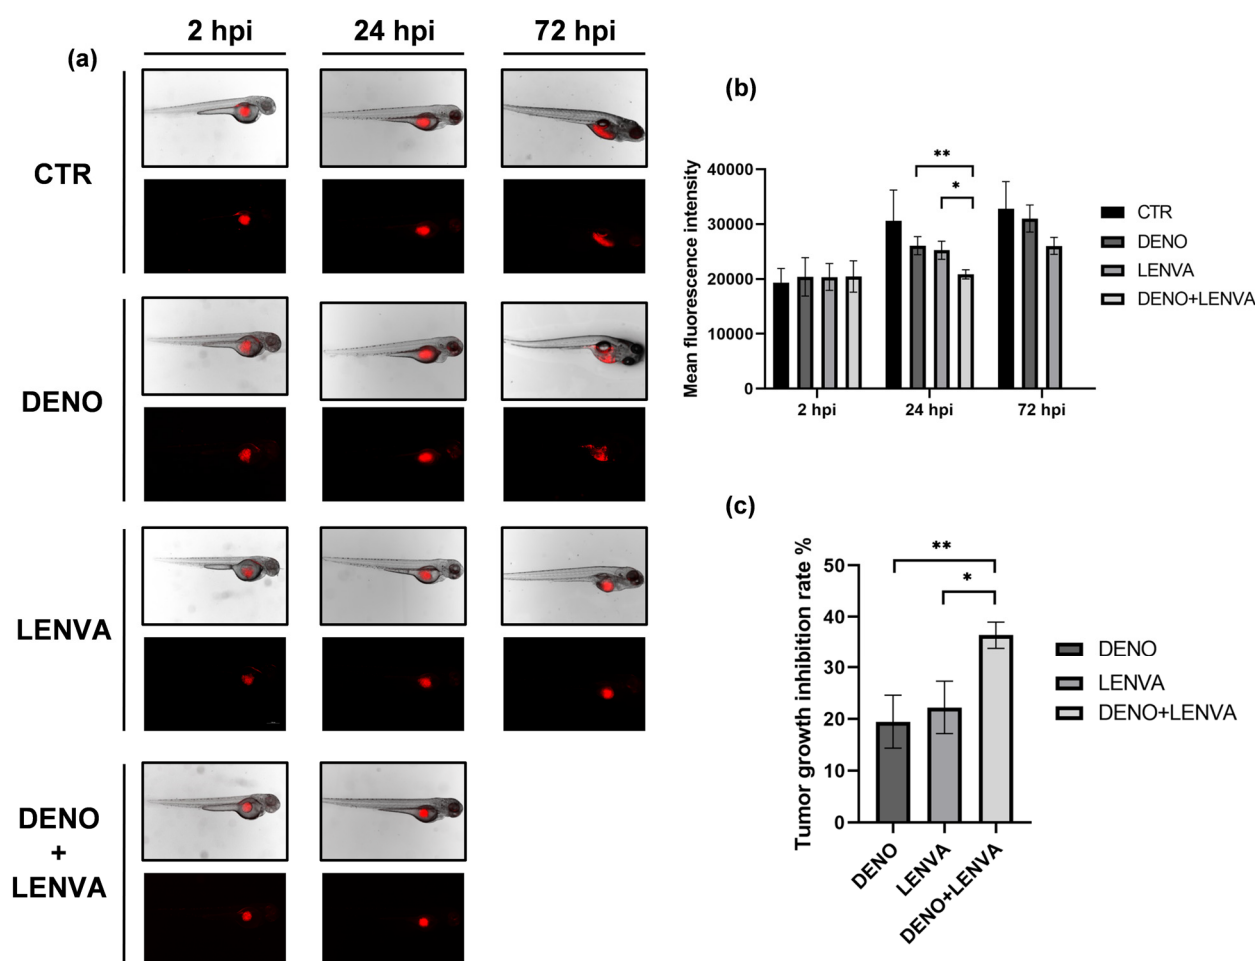 2 hpi 24 hpi 72 hpi
(a)
CTR
DENO
LENVA
DENO
+
LENVA
(b)
Mean fluorescence intensity
40000
30000
20000
10000
0
**
*
2 hpi 24 hpi 72 hpi
CTR
DENO
LENVA
DENO+LENVA
(c)
Tumor growth inhibition rate %
50
40
30
20
10
0
**
*
DENO LENVA DENO+LENVA
DENO
LENVA
DENO+LENVA